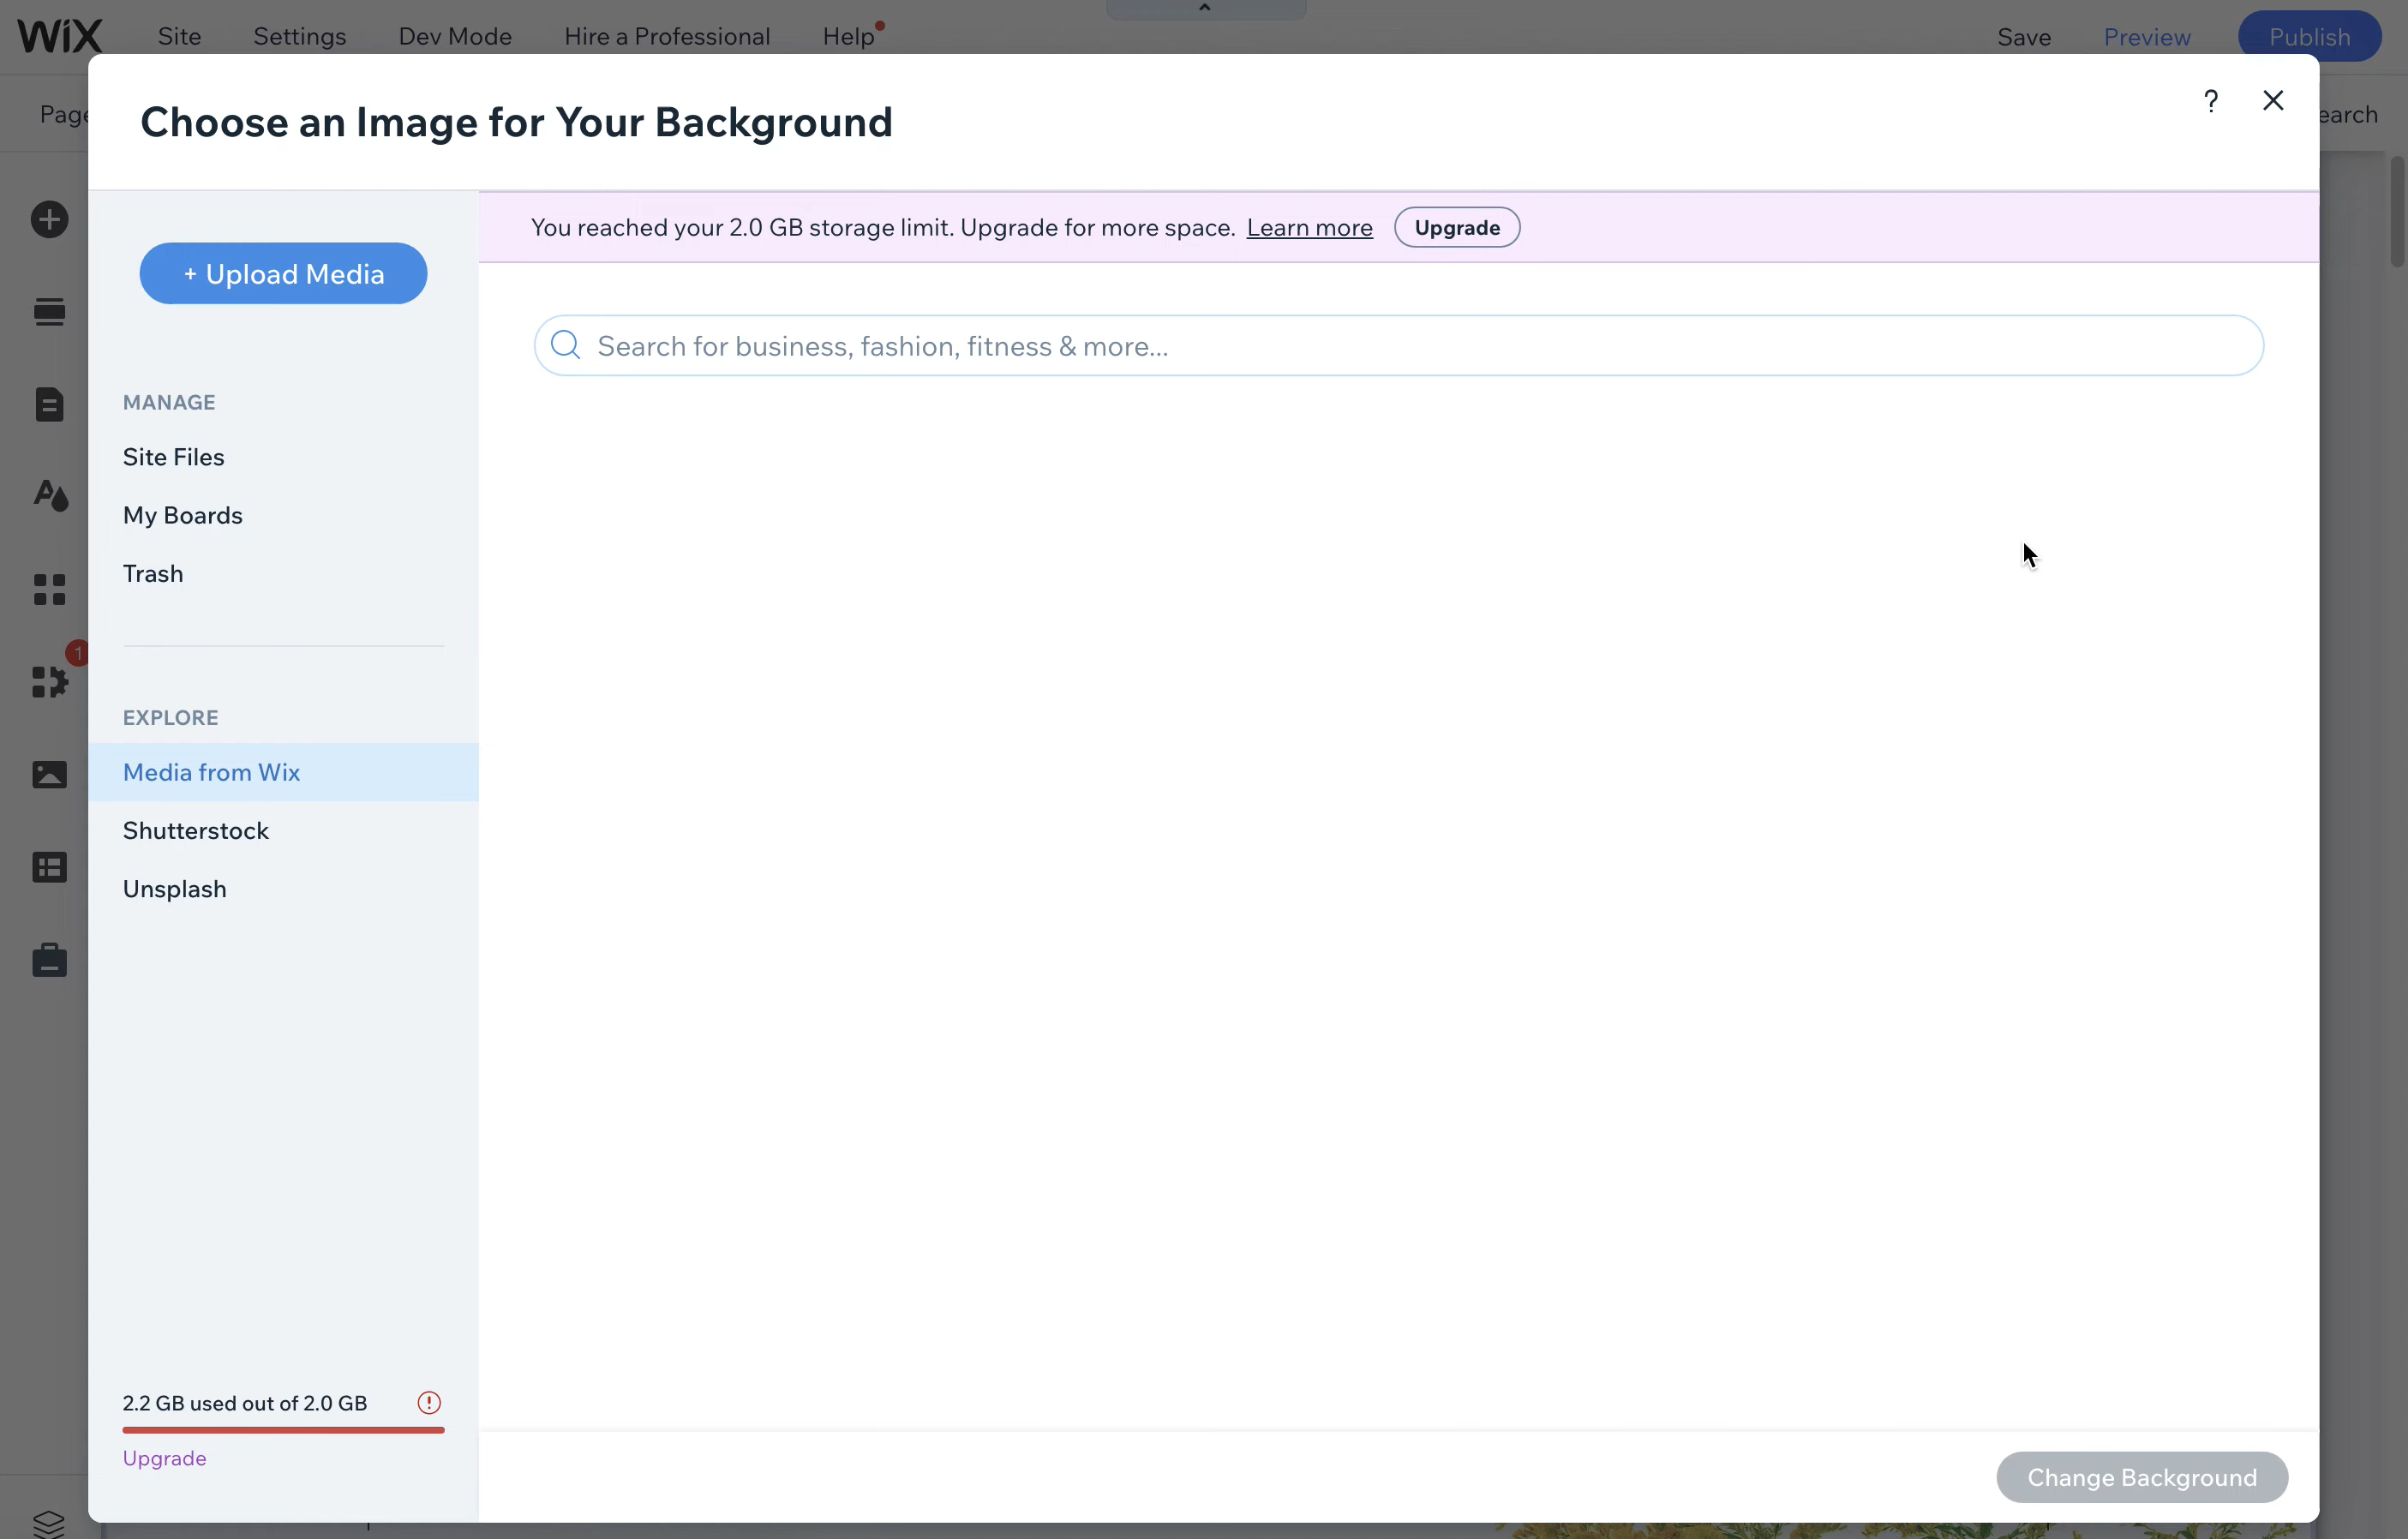 WiX Site Settings Dev Mode Hire a Professional Help Save Preview Publish
Page
earch
Choose an Image for Your Background
?
You reached your 2.0 GB storage limit. Upgrade for more space. Learn more Upgrade
+ Upload Media
Search for business, fashion, fitness & more...
MANAGE
Site Files
My Boards
Trash
1
EXPLORE
Media from Wix
Shutterstock
Unsplash
2.2 GB used out of 2.0 GB
Upgrade
Change Background